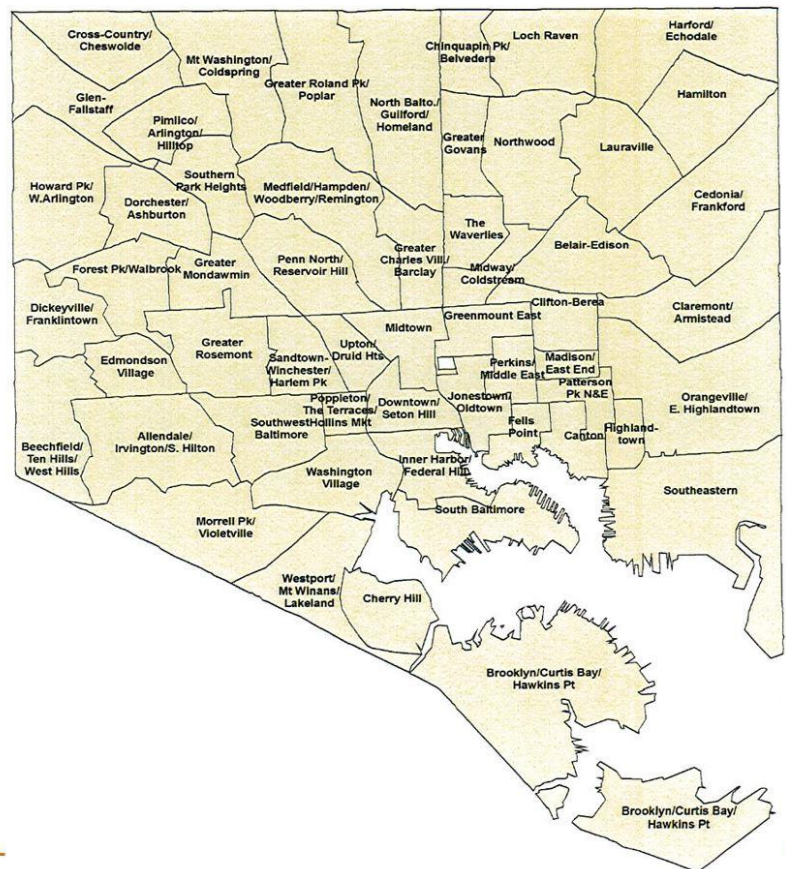 Cross-Country/
Cheswolde
Mt Washington/
Coldspring
Greater Roland Pk/
Poplar
North Balto./
Guilford/
Homeland
Chinquapin Pk/
Belvedere
Loch Raven
Harford/
Echodale
Glen-
Fallstaff
Pimlico/
Arlington/
Hilltop
Greater
Govans
Northwood
Lauraville
Hamilton
Howard Pk/
W.Arlington
Dorchester/
Ashburton
Southern
Park Heights
Medfield/Hampden/
Woodberry/Remington
Cedonia/
Frankford
The
Waverlies
Belair-Edison
Forest Pk/Walbrook
Greater
Mondawmin
Penn North/
Reservoir Hill
Greater
Charles Vill./
Barclay
Midway/
Coldstream
Dickeyville/
Franklintown
Clifton-Berea
Claremont/
Armistead
Greenmount East
Midtown
Edmondson
Village
Greater
Rosemont
Sandtown-
Winchester/
Harlem Pk
Upton/
Druid Hts
Perkins/
Middle East
Madison/
East End
Patterson
Pk N&E
Orangeville/
E. Highlandtown
Poppleton/
The Terraces/
Hollins Mkt
Downtown/
Seton Hill
Jonestown/
Oldtown
Fells
Point
Canton
Highland-
town
Beechfield/
Ten Hills/
West Hills
Allendale/
Irvington/S. Hilton
Southwest
Baltimore
Washington
Village
Inner Harbor/
Federal Hill
Southeastern
South Baltimore
Morrell Pk/
Violetville
Westport/
Mt Winans/
Lakeland
Cherry Hill
Brooklyn/Curtis Bay/
Hawkins Pt
Brooklyn/Curtis Bay/
Hawkins Pt